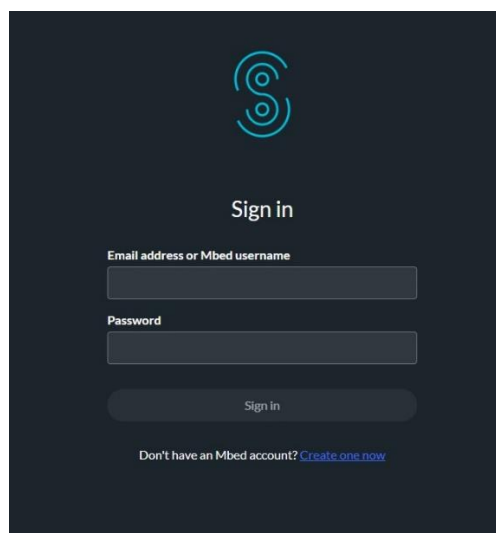 Sign in
Email address or Mbed username
Password
Sign in
Don't have an Mbed account? Create one now